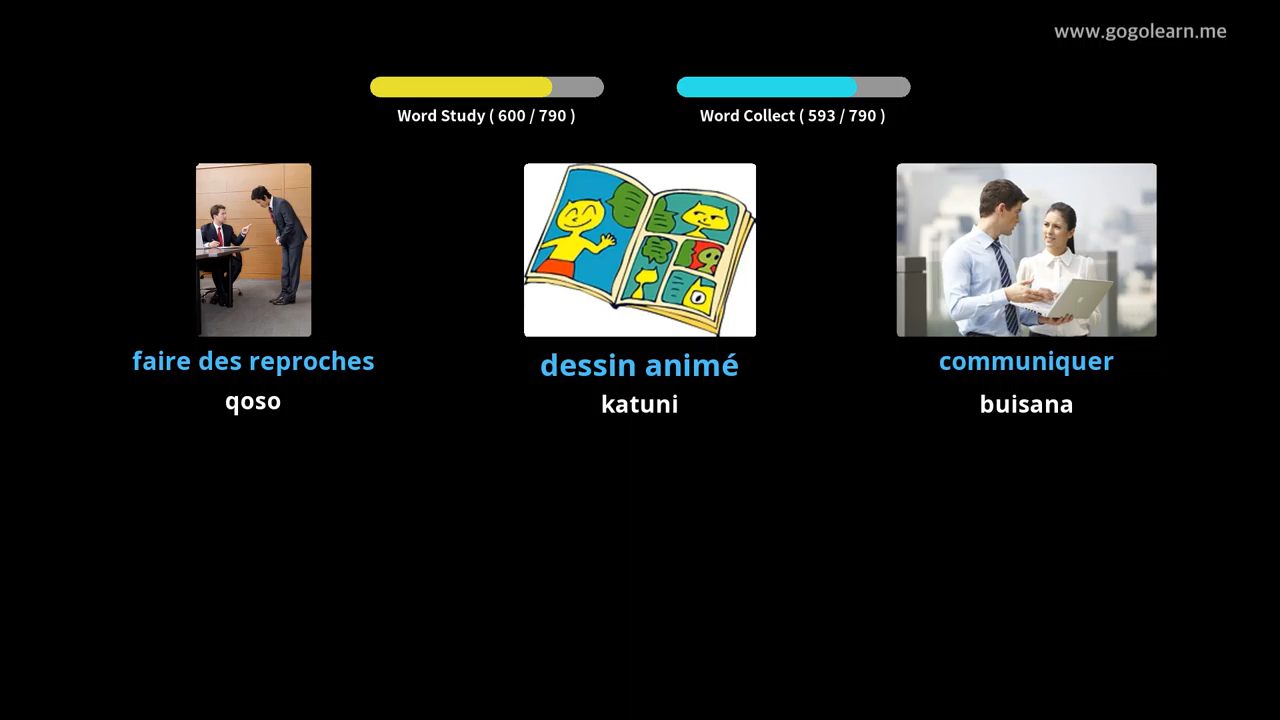 www.gogolearn.me
Word Study ( 600 / 790 )
Word Collect ( 593 / 790 )
faire des reproches
dessin animé
communiquer
qoso
katuni
buisana